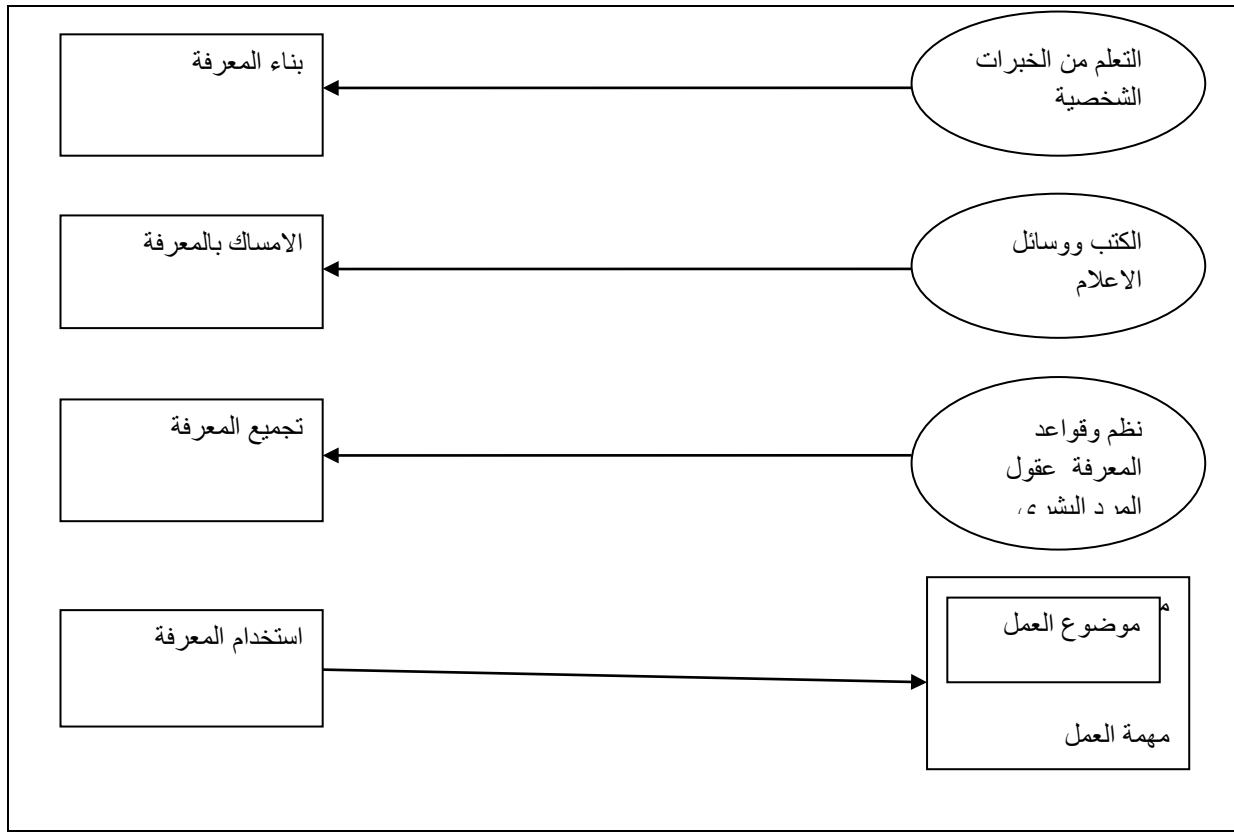 التعلم من الخبرات
الشخصية
بناء المعرفة
الكتب ووسائل
الاعلام
الامساك بالمعرفة
نظم وقواعد
المعرفة عقول
تجميع المعرفة
موضوع العمل
مهمة العمل
استخدام المعرفة